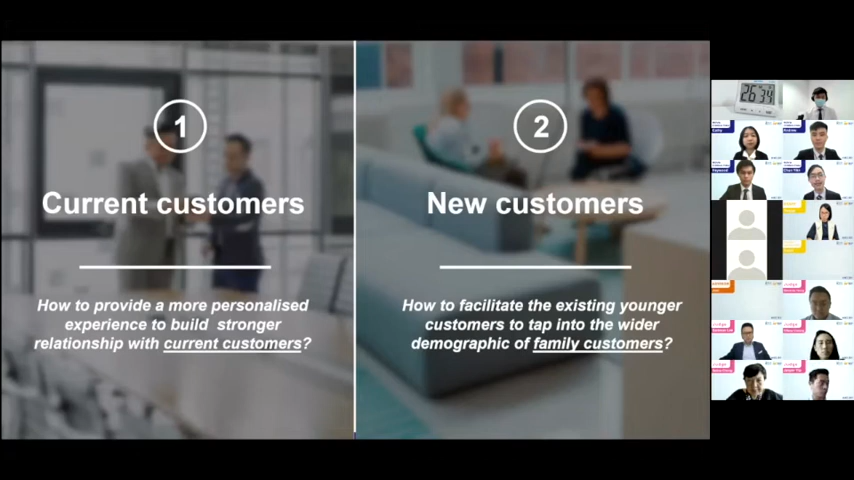 1
Current customers
How to provide a more personalised
experience to build stronger
relationship with current customers?
2
New customers
How to facilitate the existing younger
customers to tap into the wider
demographic of family customers?
26 34